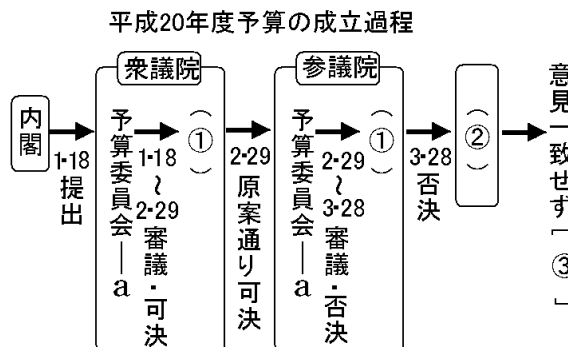 平成20年度予算の成立過程
内閣
1・18
提出
衆議院
予算委員会―a
1・18
～
2・29
審議・可決
（①）
2・29
原案通り可決
参議院
予算委員会―a
2・29
～
3・28
審議・否決
（①）
3・28
否決
（②）
意見一致せず
［③］